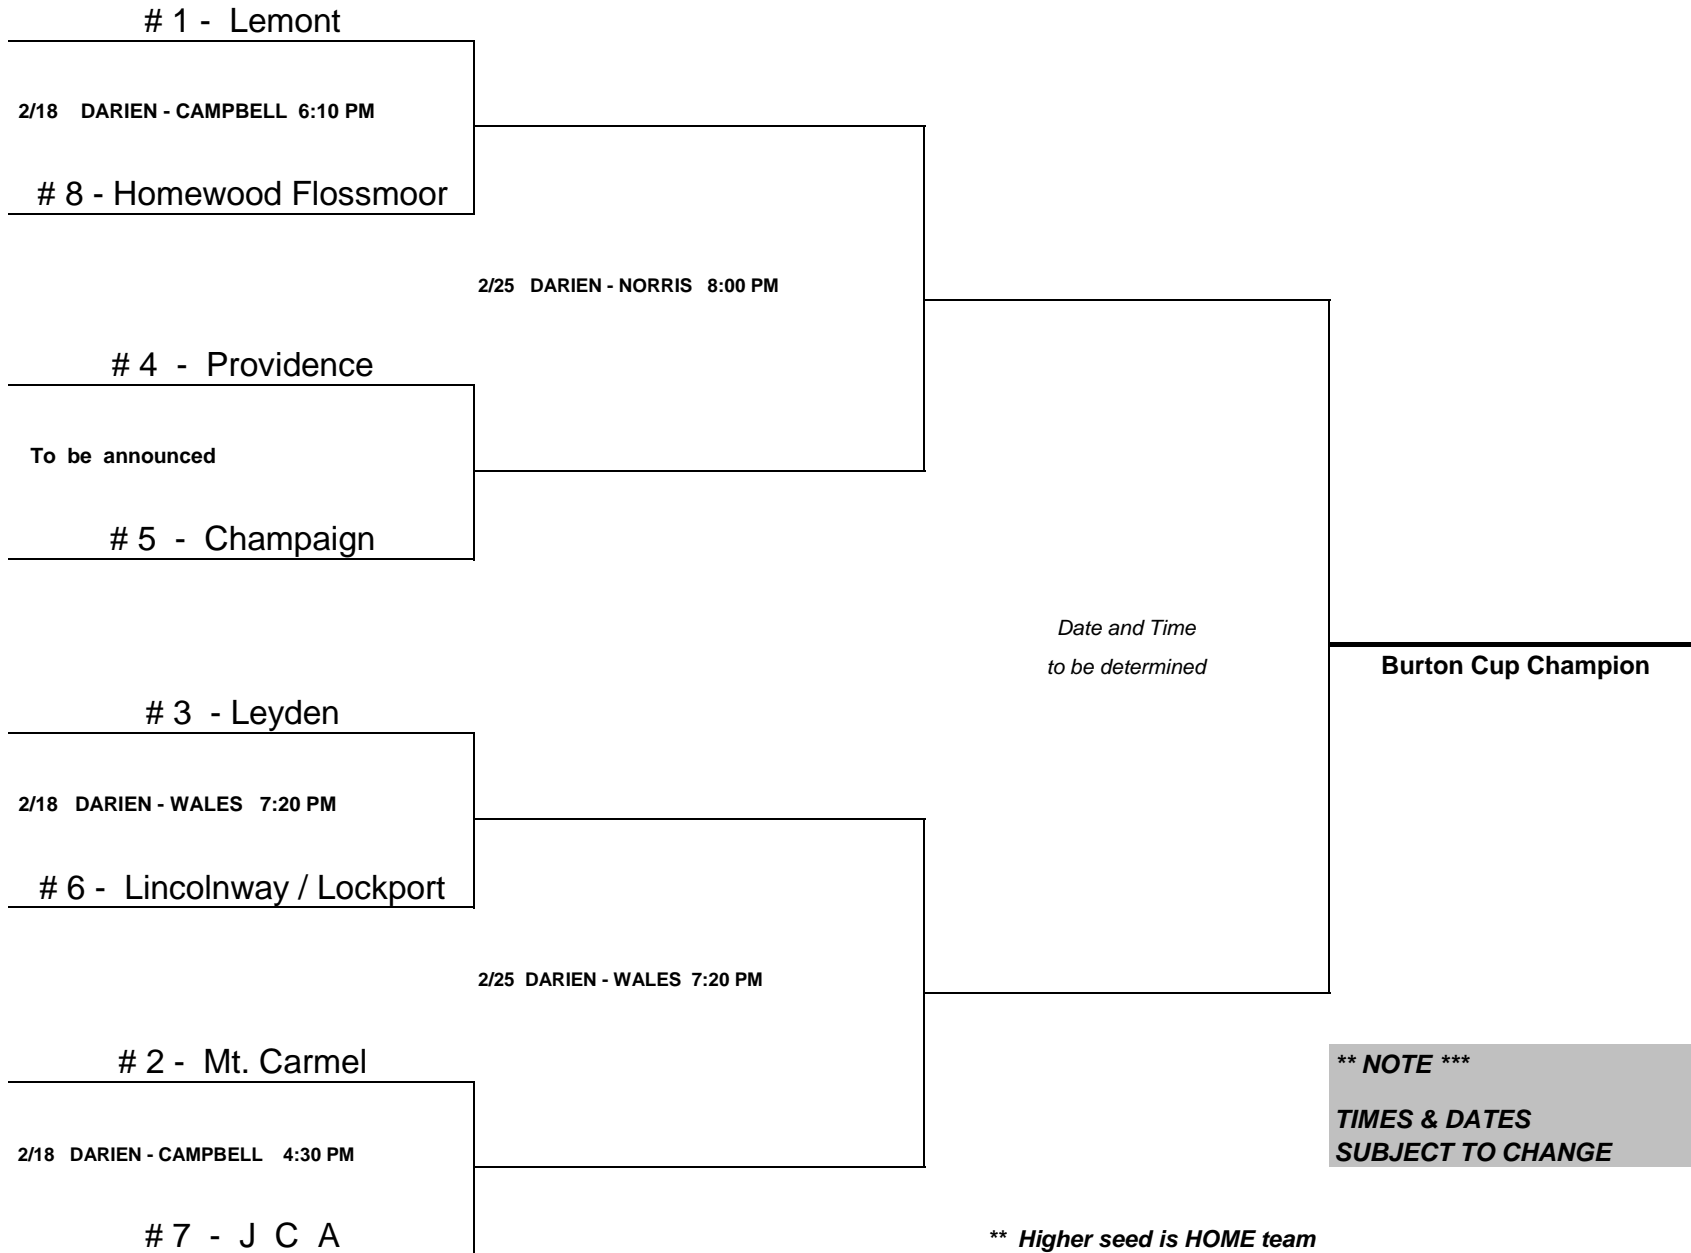 # 1 - Lemont
2/18 DARIEN - CAMPBELL 6:10 PM
# 8 - Homewood Flossmoor
2/25 DARIEN - NORRIS 8:00 PM
# 4 - Providence
To be announced
# 5 - Champaign
Date and Time
to be determined
Burton Cup Champion
# 3 - Leyden
2/18 DARIEN - WALES 7:20 PM
# 6 - Lincolnway / Lockport
2/25 DARIEN - WALES 7:20 PM
# 2 - Mt. Carmel
** NOTE ***
TIMES & DATES
SUBJECT TO CHANGE
2/18 DARIEN - CAMPBELL 4:30 PM
# 7 - J C A
** Higher seed is HOME team